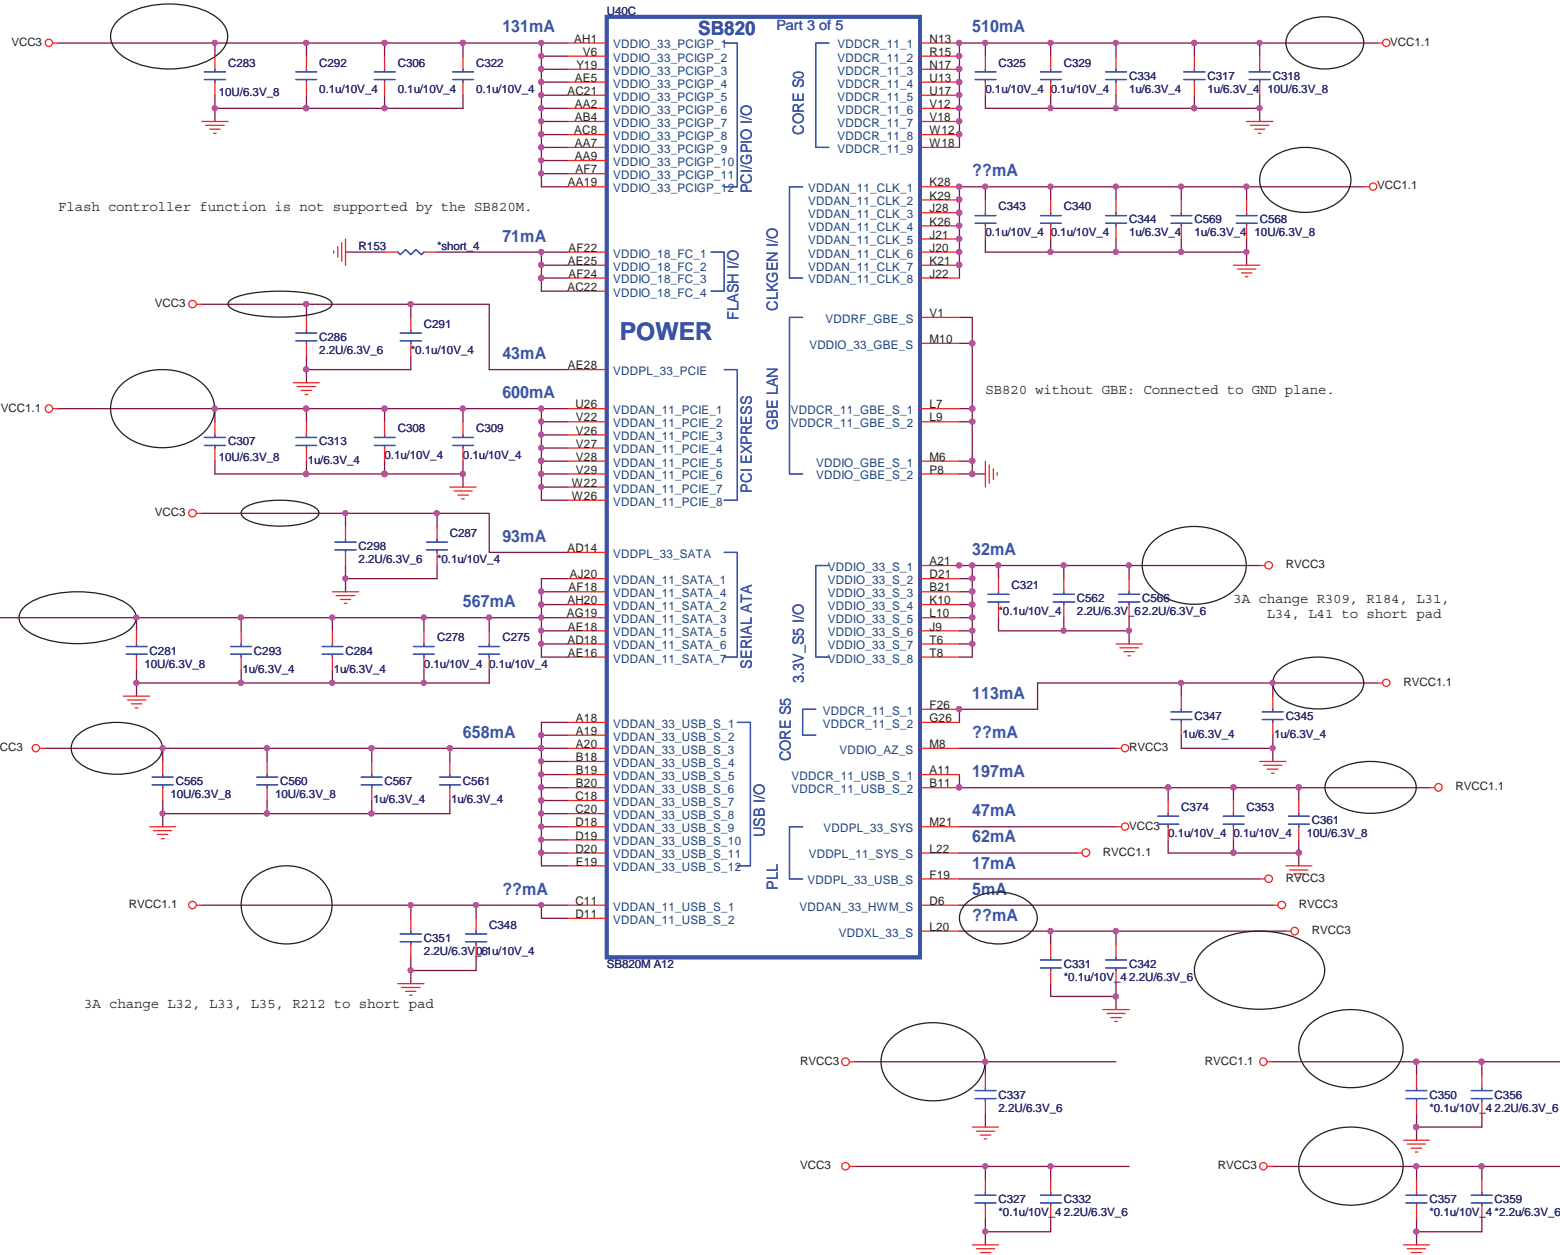 U40C
SB820
Part 3 of 5
131mA
VCC3
C283
10U/6.3V_8
C292
0.1u/10V_4
C306
0.1u/10V_4
C322
0.1u/10V_4
AH1 VDDIO_33_PCIGP_1
V6 VDDIO_33_PCIGP_2
Y19 VDDIO_33_PCIGP_3
AE5 VDDIO_33_PCIGP_4
AC21 VDDIO_33_PCIGP_5
AA2 VDDIO_33_PCIGP_6
AB4 VDDIO_33_PCIGP_7
AC8 VDDIO_33_PCIGP_8
AA7 VDDIO_33_PCIGP_9
AA9 VDDIO_33_PCIGP_10
AF7 VDDIO_33_PCIGP_11
AA19 VDDIO_33_PCIGP_12
PCI/GPIO I/O
Flash controller function is not supported by the SB820M.
R153
*short_4
71mA
AF22 VDDIO_18_FC_1
AE25 VDDIO_18_FC_2
AF24 VDDIO_18_FC_3
AC22 VDDIO_18_FC_4
FLASH I/O
POWER
VCC3
C286
2.2U/6.3V_6
C291
*0.1u/10V_4
43mA
AE28 VDDPL_33_PCIE
600mA
VCC1.1
C307
10U/6.3V_8
C313
1u/6.3V_4
C308
0.1u/10V_4
C309
0.1u/10V_4
U26 VDDAN_11_PCIE_1
V22 VDDAN_11_PCIE_2
V26 VDDAN_11_PCIE_3
V27 VDDAN_11_PCIE_4
V28 VDDAN_11_PCIE_5
V29 VDDAN_11_PCIE_6
W22 VDDAN_11_PCIE_7
W26 VDDAN_11_PCIE_8
PCI EXPRESS
VCC3
C298
2.2U/6.3V_6
C287
*0.1u/10V_4
93mA
AD14 VDDPL_33_SATA
567mA
C281
10U/6.3V_8
C293
1u/6.3V_4
C284
1u/6.3V_4
C278
0.1u/10V_4
C275
0.1u/10V_4
AJ20 VDDAN_11_SATA_1
AF18 VDDAN_11_SATA_4
AH20 VDDAN_11_SATA_2
AG19 VDDAN_11_SATA_3
AE18 VDDAN_11_SATA_5
AD18 VDDAN_11_SATA_6
AE16 VDDAN_11_SATA_7
SERIAL ATA
658mA
CC3
C565
10U/6.3V_8
C560
10U/6.3V_8
C567
1u/6.3V_4
C561
1u/6.3V_4
A18 VDDAN_33_USB_S_1
A19 VDDAN_33_USB_S_2
A20 VDDAN_33_USB_S_3
B18 VDDAN_33_USB_S_4
B19 VDDAN_33_USB_S_5
B20 VDDAN_33_USB_S_6
C18 VDDAN_33_USB_S_7
C20 VDDAN_33_USB_S_8
D18 VDDAN_33_USB_S_9
D19 VDDAN_33_USB_S_10
D20 VDDAN_33_USB_S_11
E19 VDDAN_33_USB_S_12
USB I/O
??mA
RVCC1.1
C351
2.2U/6.3V_6
C348
0.1u/10V_4
C11 VDDAN_11_USB_S_1
D11 VDDAN_11_USB_S_2
SB820M A12
3A change L32, L33, L35, R212 to short pad
510mA
VDDCR_11_1 N13
VDDCR_11_2 R15
VDDCR_11_3 N17
VDDCR_11_4 U13
VDDCR_11_5 U17
VDDCR_11_6 V12
VDDCR_11_7 V18
VDDCR_11_8 W12
VDDCR_11_9 W18
CORE S0
C325
0.1u/10V_4
C329
0.1u/10V_4
C334
1u/6.3V_4
C317
1u/6.3V_4
C318
10U/6.3V_8
VCC1.1
??mA
VDDAN_11_CLK_1 K28
VDDAN_11_CLK_2 K29
VDDAN_11_CLK_3 J28
VDDAN_11_CLK_4 K26
VDDAN_11_CLK_5 J21
VDDAN_11_CLK_6 J20
VDDAN_11_CLK_7 K21
VDDAN_11_CLK_8 J22
CLKGEN I/O
C343
0.1u/10V_4
C340
0.1u/10V_4
C344
1u/6.3V_4
C569
1u/6.3V_4
C568
10U/6.3V_8
VCC1.1
VDDRF_GBE_S V1
VDDIO_33_GBE_S M10
VDDCR_11_GBE_S_1 L7
VDDCR_11_GBE_S_2 L9
VDDIO_GBE_S_1 M6
VDDIO_GBE_S_2 P8
GBE LAN
SB820 without GBE: Connected to GND plane.
32mA
VDDIO_33_S_1 A21
VDDIO_33_S_2 D21
VDDIO_33_S_3 B21
VDDIO_33_S_4 K10
VDDIO_33_S_5 L10
VDDIO_33_S_6 J9
VDDIO_33_S_7 T6
VDDIO_33_S_8 T8
3.3V_S5 I/O
C321
*0.1u/10V_4
C562
2.2U/6.3V_6
C566
2.2U/6.3V_6
RVCC3
3A change R309, R184, L31,
L34, L41 to short pad
113mA
VDDCR_11_S_1 F26
VDDCR_11_S_2 G26
CORE S5
C347
1u/6.3V_4
C345
1u/6.3V_4
RVCC1.1
??mA
VDDIO_AZ_S M8
RVCC3
197mA
VDDCR_11_USB_S_1 A11
VDDCR_11_USB_S_2 B11
C374
0.1u/10V_4
C353
0.1u/10V_4
C361
10U/6.3V_8
RVCC1.1
47mA
VDDPL_33_SYS M21
VCC3
62mA
VDDPL_11_SYS_S L22
RVCC1.1
17mA
VDDPL_33_USB_S F19
RVCC3
PLL
5mA
VDDAN_33_HWM_S D6
RVCC3
??mA
VDDXL_33_S L20
RVCC3
C331
*0.1u/10V_4
C342
2.2U/6.3V_6
RVCC3
C337
2.2U/6.3V_6
RVCC1.1
C350
*0.1u/10V_4
C356
2.2U/6.3V_6
VCC3
C327
*0.1u/10V_4
C332
2.2U/6.3V_6
RVCC3
C357
*0.1u/10V_4
C359
*2.2u/6.3V_6